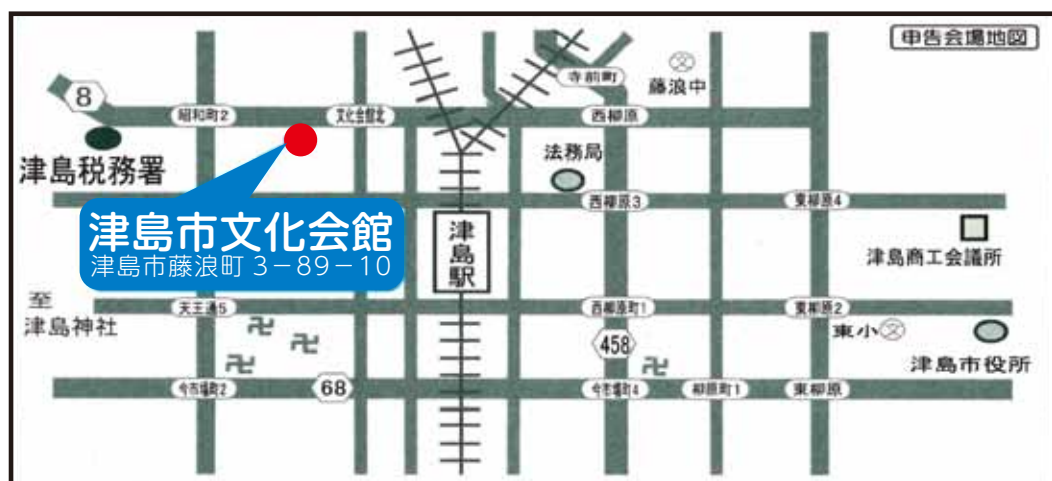 申告会場地図
寺前町
藤浪中
8
昭和町2
文化会館北
西柳原
津島税務署
法務局
西柳原3
東柳原4
津島市文化会館
津島市藤浪町3-89-10
津島駅
津島商工会議所
至
津島神社
天王通5
西柳原町1
東柳原2
458
東小
文
津島市役所
今市場町2
68
今市場町4
柳原町1
東柳原